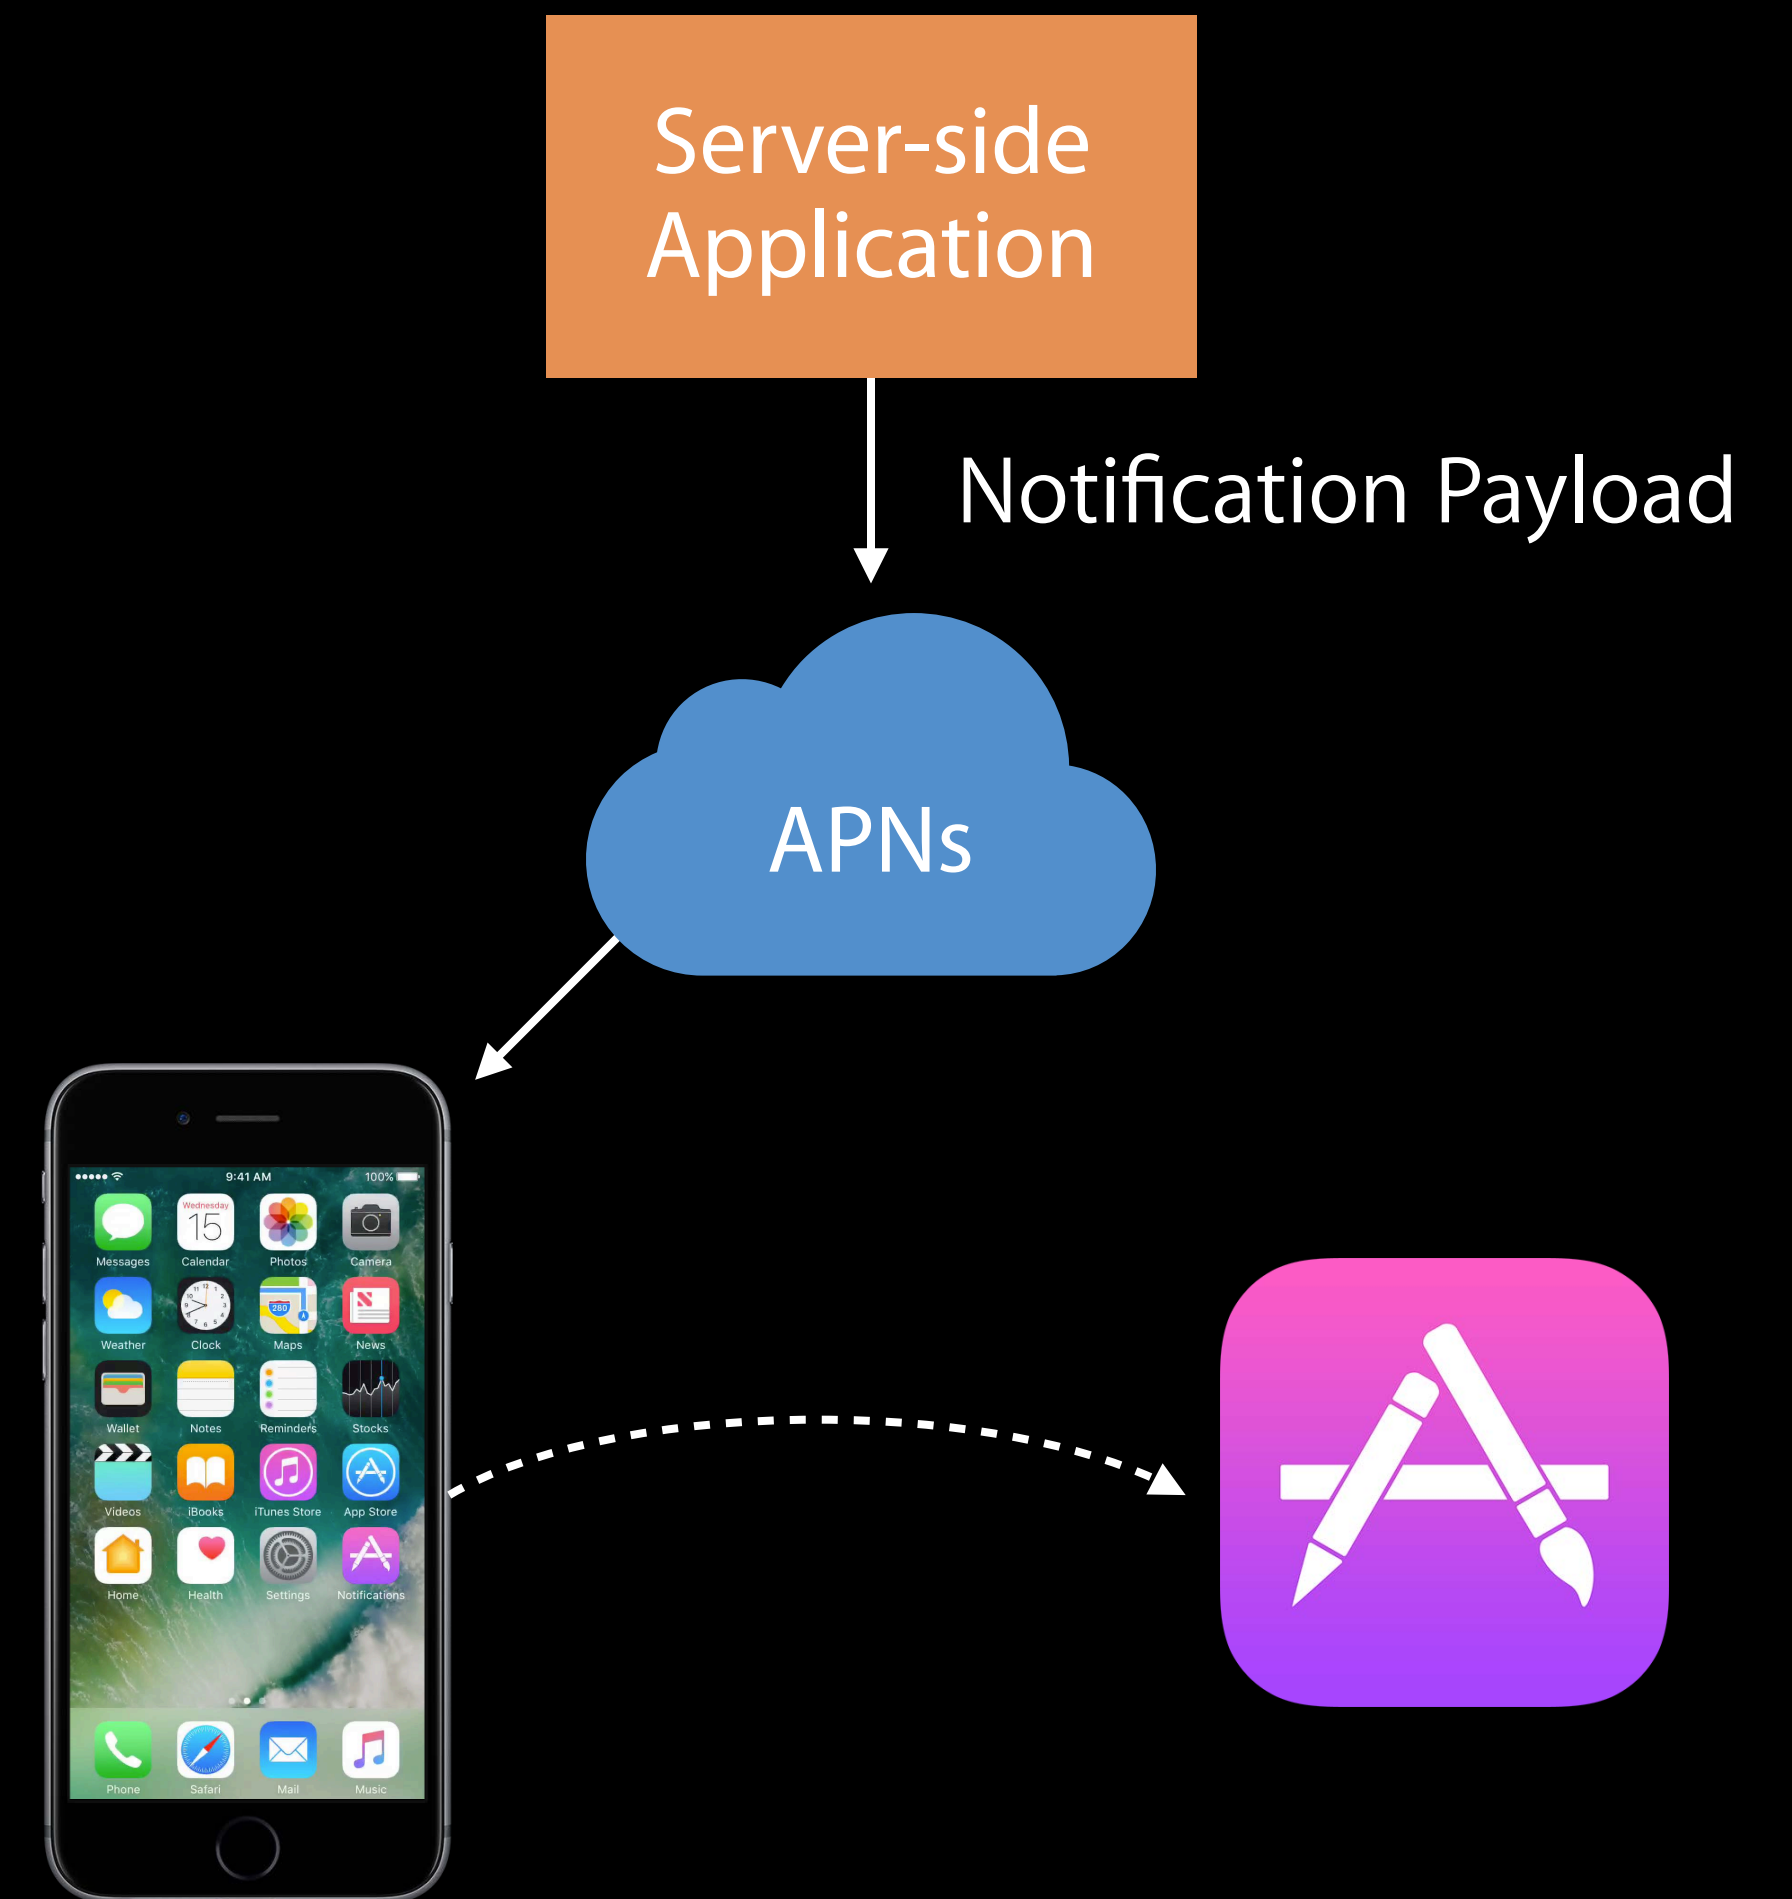 Server-side
Application
Notification Payload
APNs
9:41 AM 100%
Wednesday
15
280
Messages Calendar Photos Camera
Weather Clock Maps News
Wallet Notes Reminders Stocks
Videos iBooks iTunes Store App Store
Home Health Settings Notifications
Phone Safari Mail Music